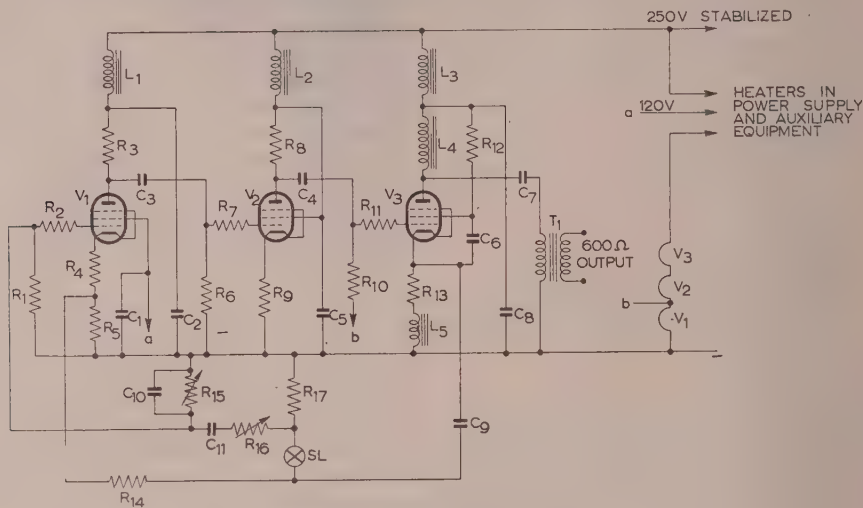 250V STABILIZED
L1
L2
L3
HEATERS IN
POWER SUPPLY
AND AUXILIARY
EQUIPMENT
a 120V
R3
R8
L4
R12
V1
C3
V2
C4
V3
C7
R2
R7
R11
T1
600Ω
OUTPUT
C6
R4
R1
R6
R9
R10
R13
V3
V2
b
V1
R5
C1
a
C2
C5
b
L5
C8
C10
R15
R17
C9
C11
R16
SL
R14